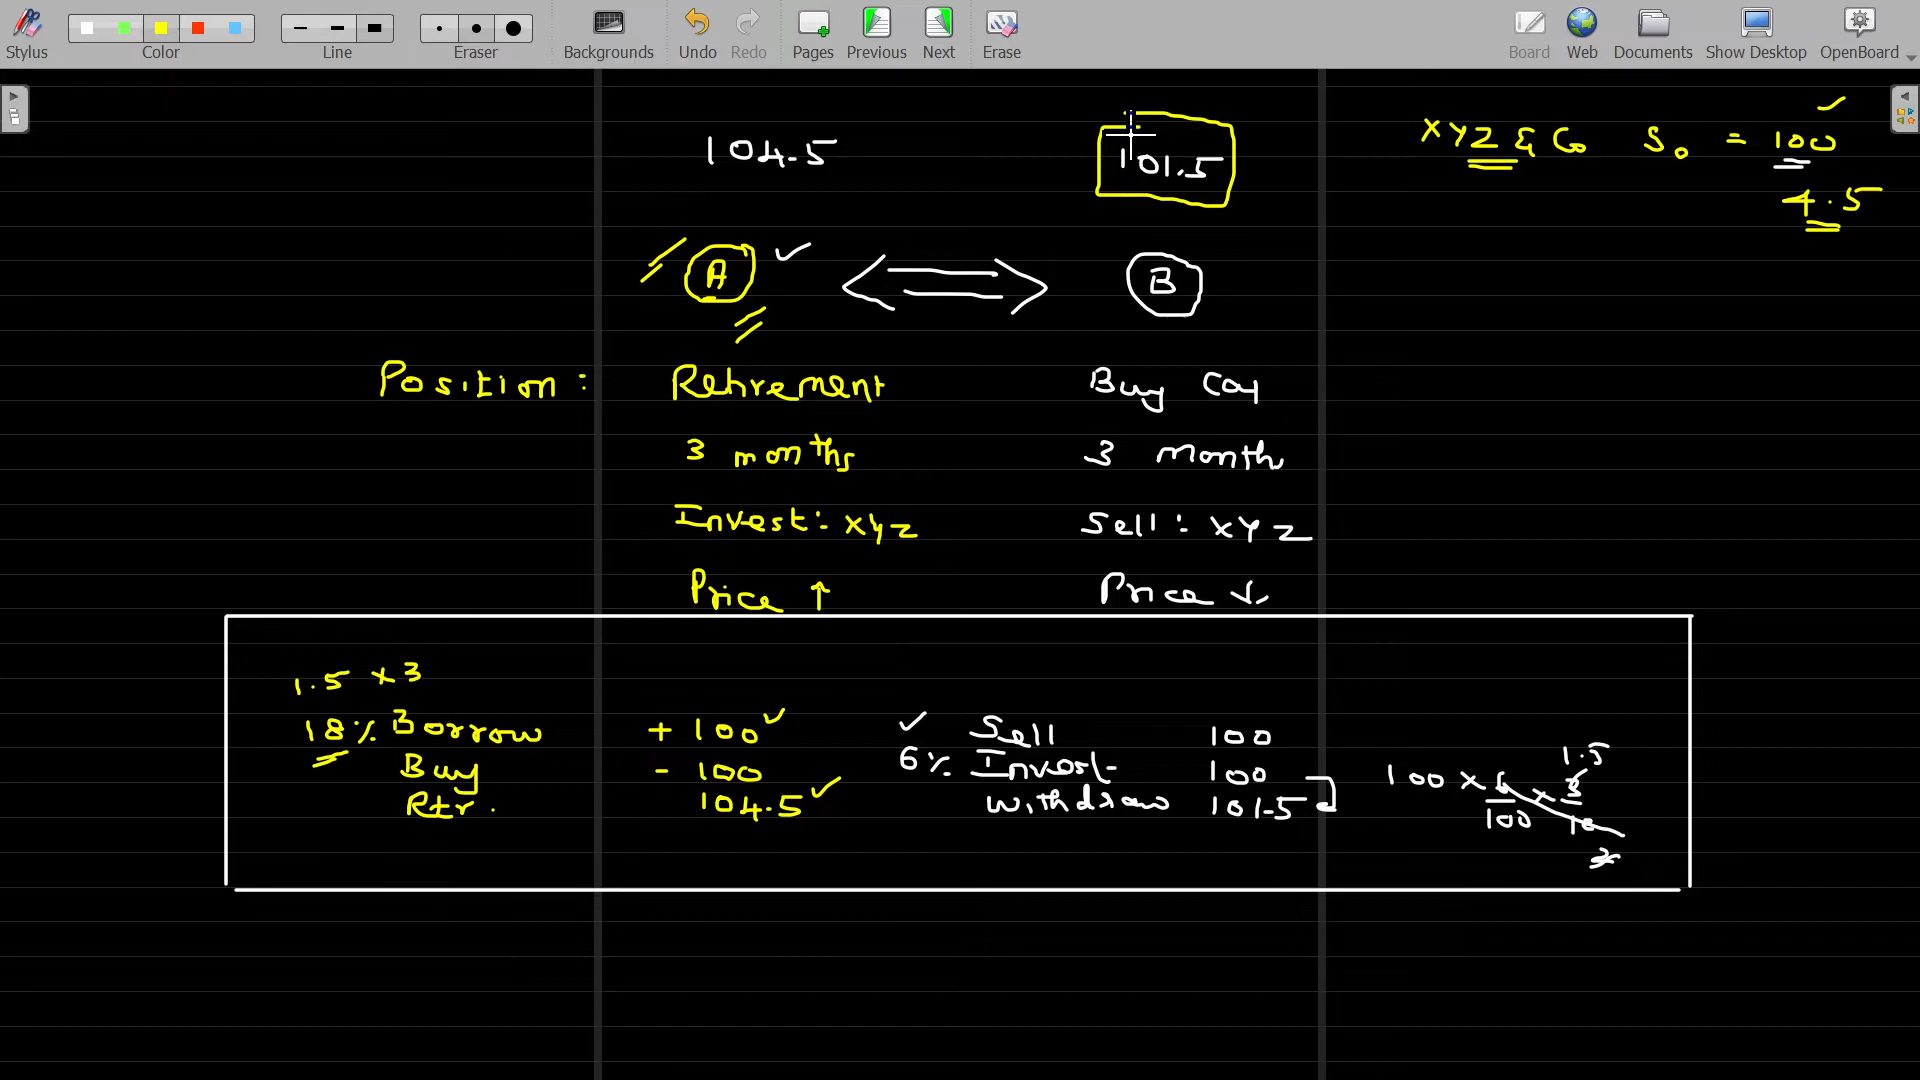 Stylus Color Line Eraser Backgrounds Undo Redo Pages Previous Next Erase Board Web Documents Show Desktop OpenBoard
104.5 101.5 XYZ & Co S0 = 100
4.5
A B
Position : Retirement Buy Car
3 months 3 month
Invest : XYZ Sell : XYZ
Price ↑ Price ↓
1.5 x 3
18% Borrow + 100 Sell 100
Buy - 100 6% Invest 100 100 x 6/100 x 3/12 1.5
Rtr. 104.5 withdraw 101.5